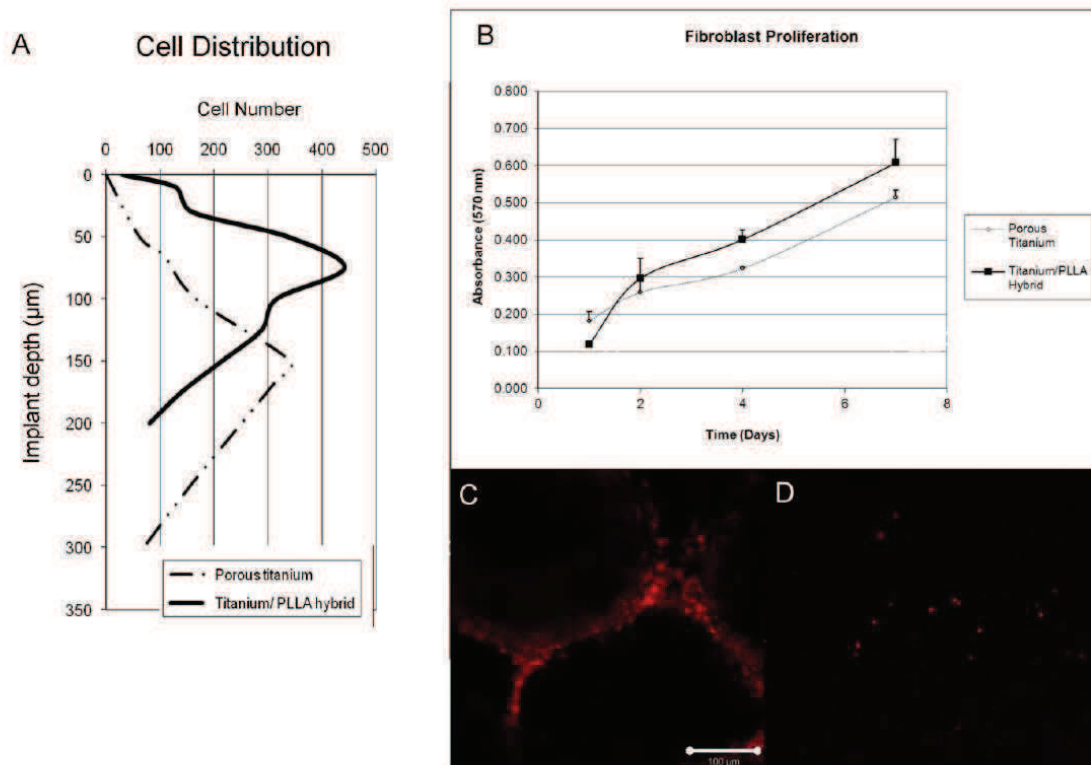 A
Cell Distribution
Cell Number
0 100 200 300 400 500
Implant depth (µm)
0
50
100
150
200
250
300
350
Porous titanium
Titanium/ PLLA hybrid
B
Fibroblast Proliferation
Absorbance (570 nm)
0.800
0.700
0.600
0.500
0.400
0.300
0.200
0.100
0.000
0 2 4 6 8
Time (Days)
Porous
Titanium
Titanium/PLLA
Hybrid
C
100 µm
D